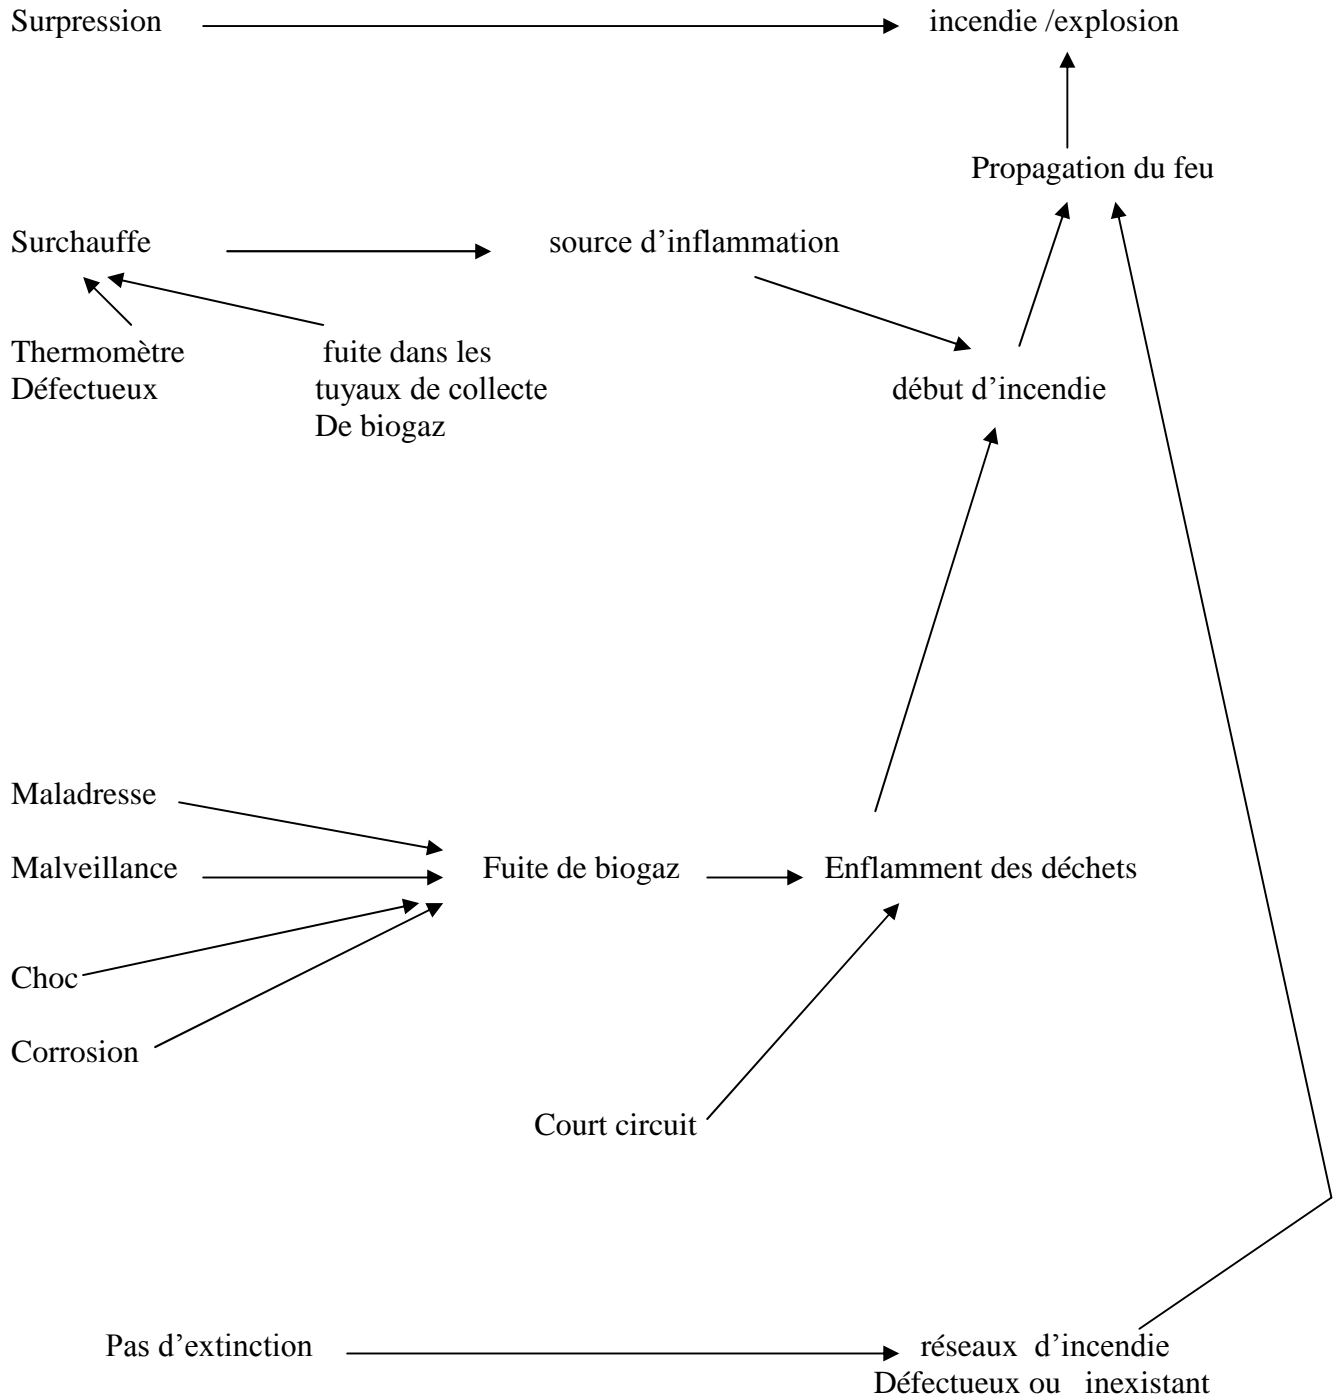 Surpression
incendie /explosion
Propagation du feu
Surchauffe
source d’inflammation
Thermomètre
Défectueux
fuite dans les
tuyaux de collecte
De biogaz
début d’incendie
Maladresse
Malveillance
Fuite de biogaz
Enflamment des déchets
Choc
Corrosion
Court circuit
Pas d’extinction
réseaux d’incendie
Défectueux ou inexistant